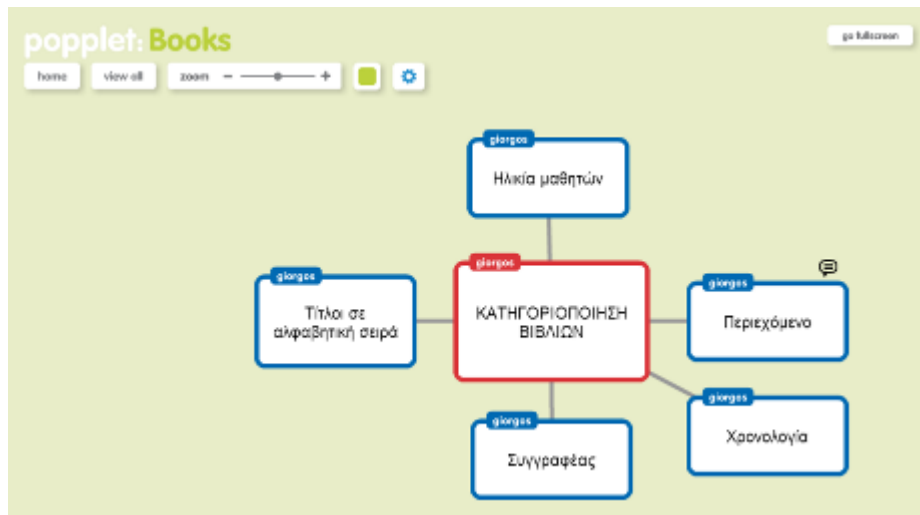 popplet: Books
go fullscreen
home view all zoom - +
giorgos
Ηλικία μαθητών
giorgos
Τίτλοι σε
αλφαβητική σειρά
giorgos
ΚΑΤΗΓΟΡΙΟΠΟΙΗΣΗ
ΒΙΒΛΙΩΝ
giorgos
Περιεχόμενο
giorgos
Χρονολογία
giorgos
Συγγραφέας